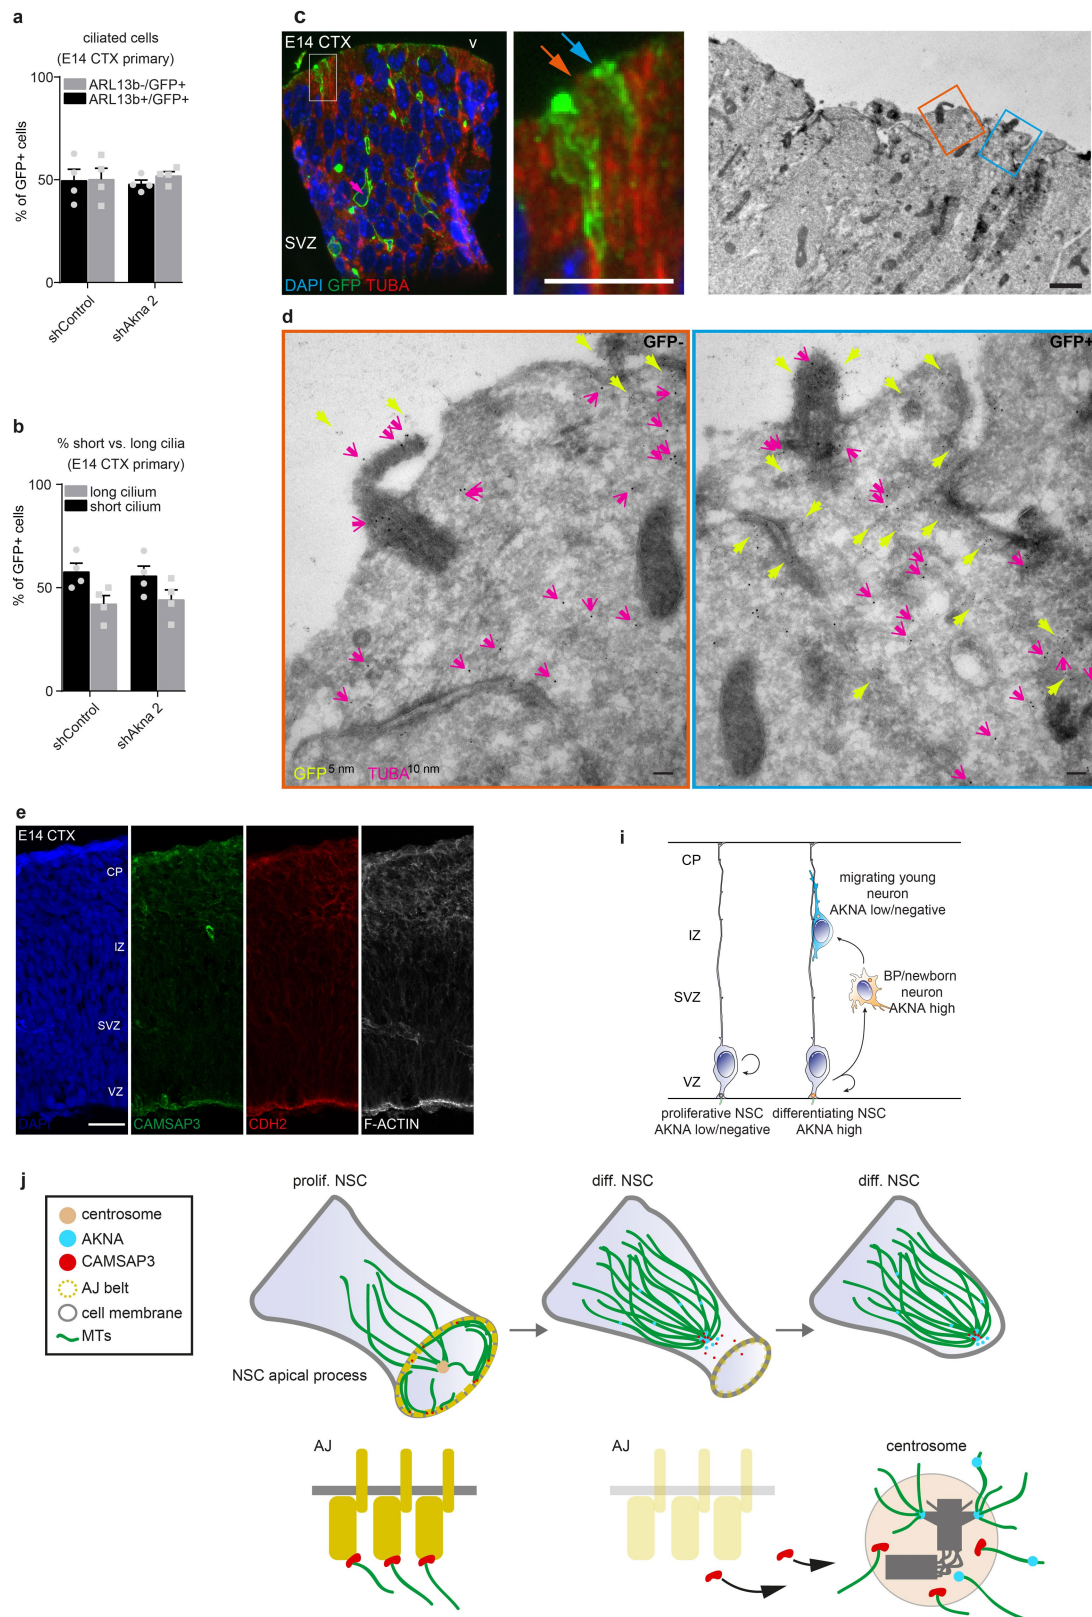 a
ciliated cells
(E14 CTX primary)
100
ARL13b-/GFP+
ARL13b+/GFP+
% of GFP+ cells
50
0
shControl
shAkna 2
b
% short vs. long cilia
(E14 CTX primary)
100
long cilium
short cilium
% of GFP+ cells
50
0
shControl
shAkna 2
c
E14 CTX
V
SVZ
DAPI GFP TUBA
d
GFP-
GFP 5 nm TUBA 10 nm
GFP+
e
E14 CTX
CP
IZ
SVZ
VZ
DAPI
CAMSAP3
CDH2
F-ACTIN
i
CP
IZ
SVZ
VZ
migrating young
neuron
AKNA low/negative
BP/newborn
neuron
AKNA high
proliferative NSC
AKNA low/negative
differentiating NSC
AKNA high
j
centrosome
AKNA
CAMSAP3
AJ belt
cell membrane
MTs
prolif. NSC
diff. NSC
diff. NSC
NSC apical process
AJ
AJ
centrosome